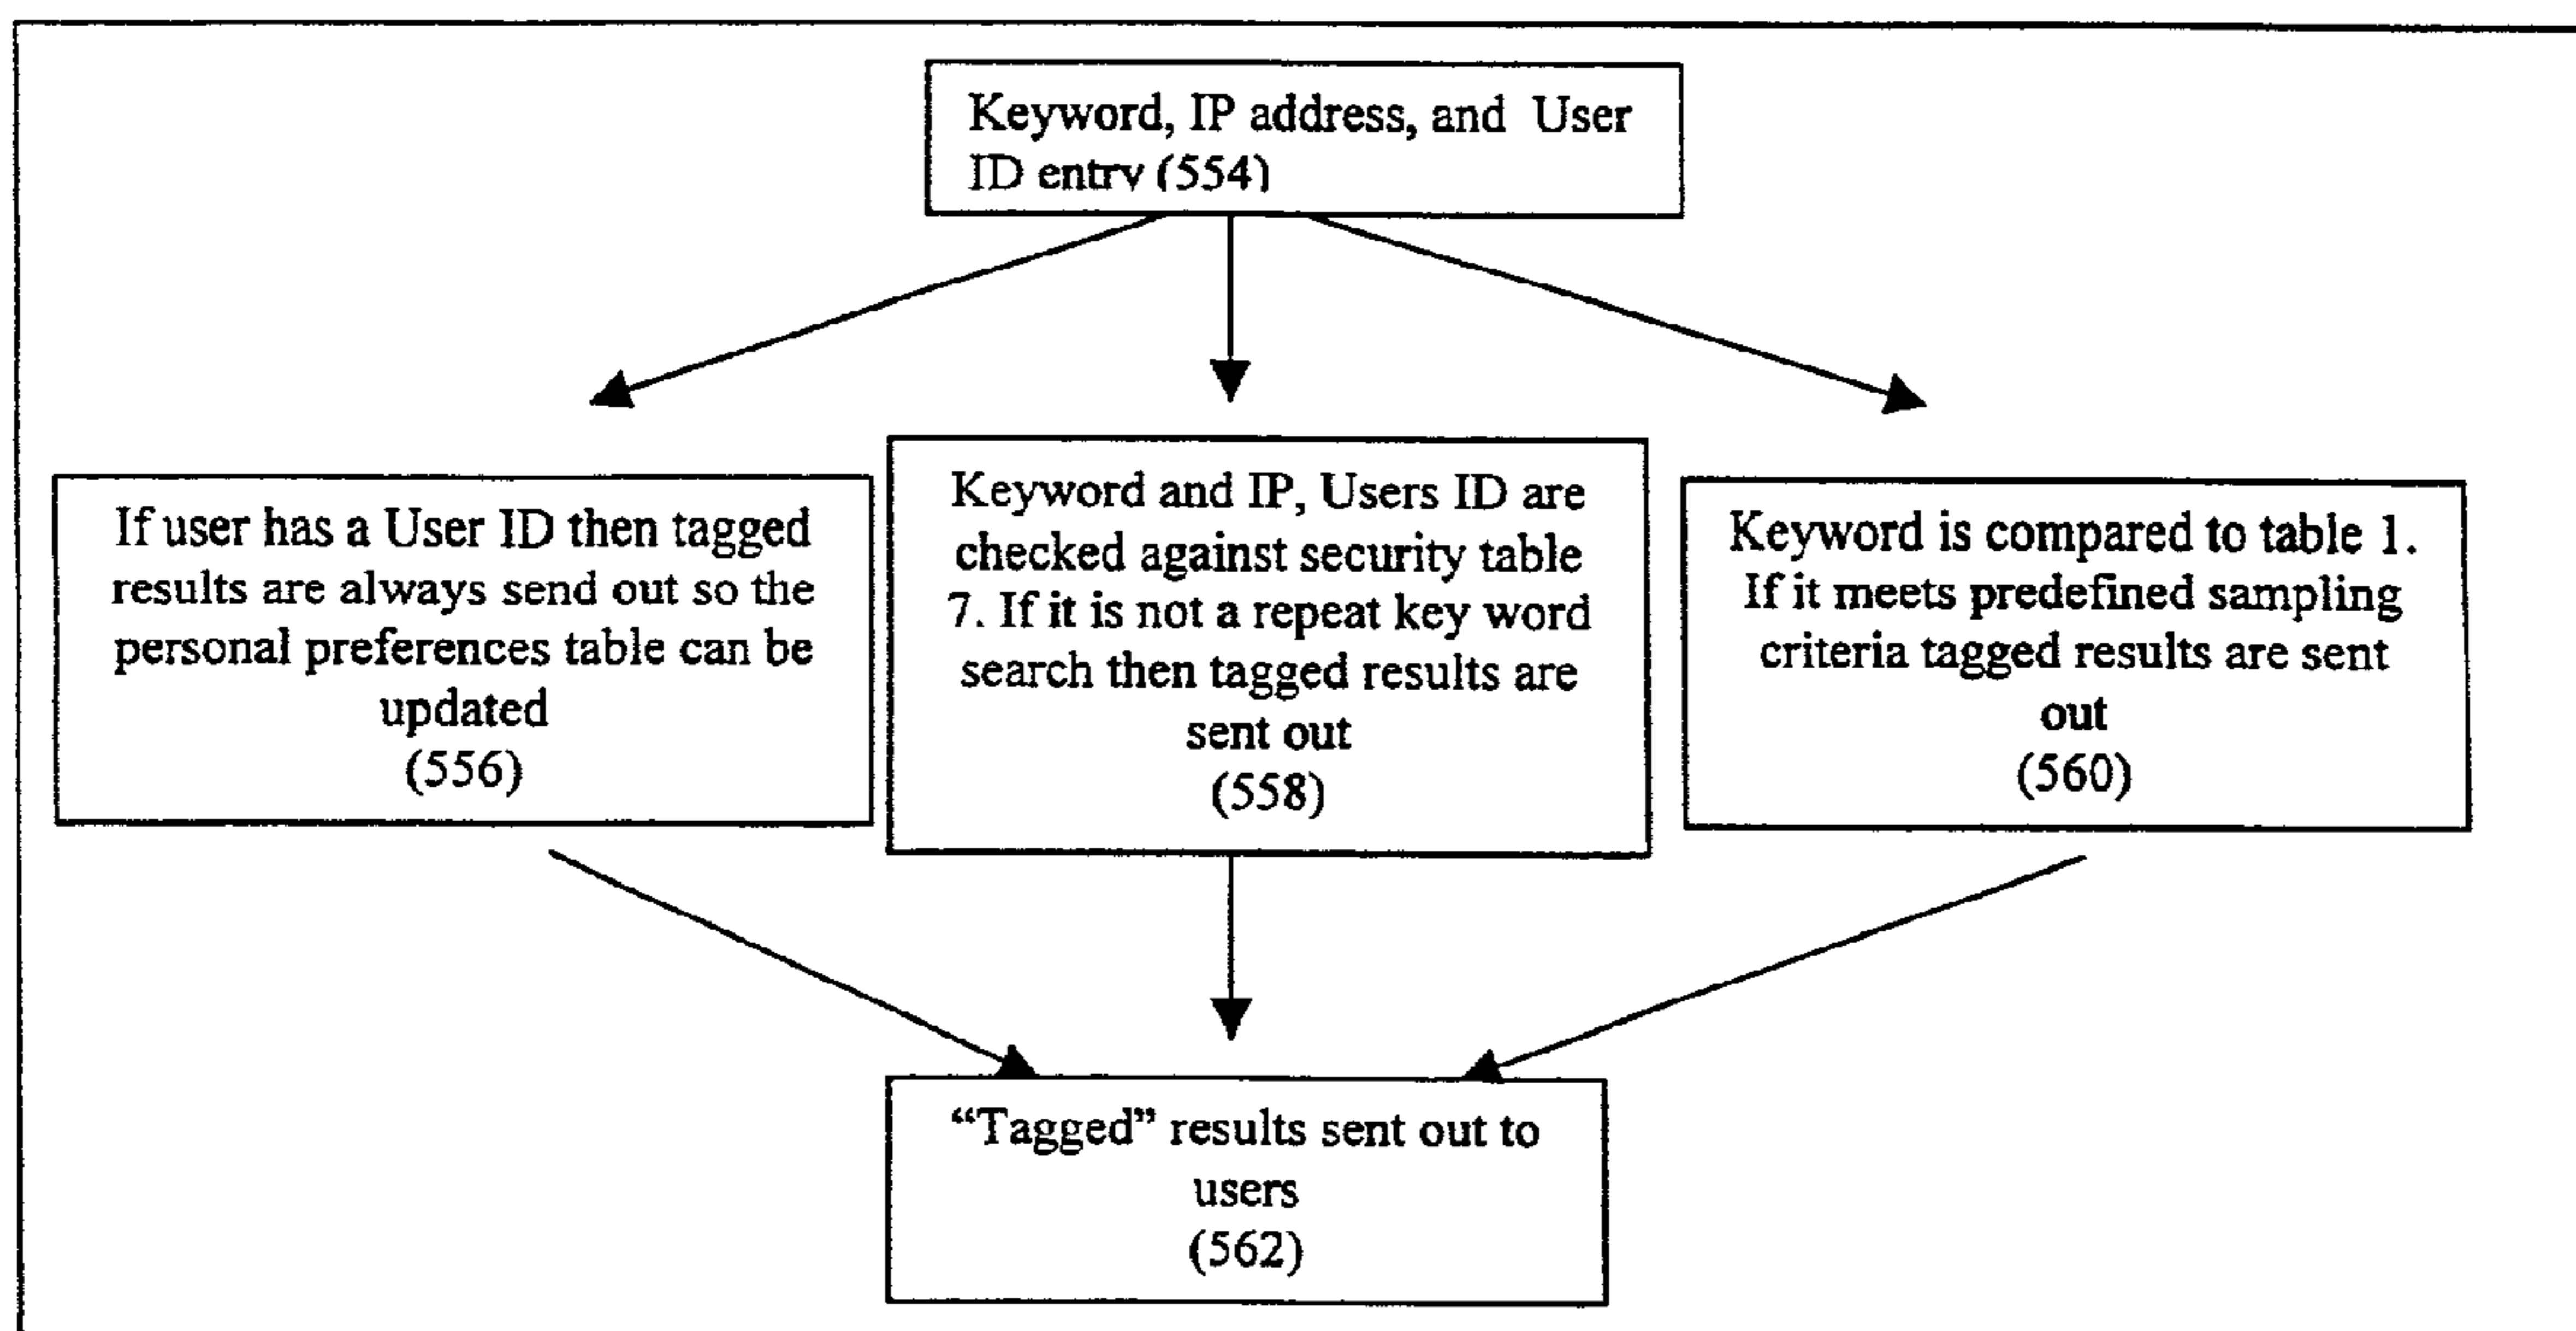 Keyword, IP address, and User
ID entry (554)
If user has a User ID then tagged
results are always send out so the
personal preferences table can be
updated
(556)
Keyword and IP, Users ID are
checked against security table
7. If it is not a repeat key word
search then tagged results are
sent out
(558)
Keyword is compared to table 1.
If it meets predefined sampling
criteria tagged results are sent
out
(560)
“Tagged” results sent out to
users
(562)